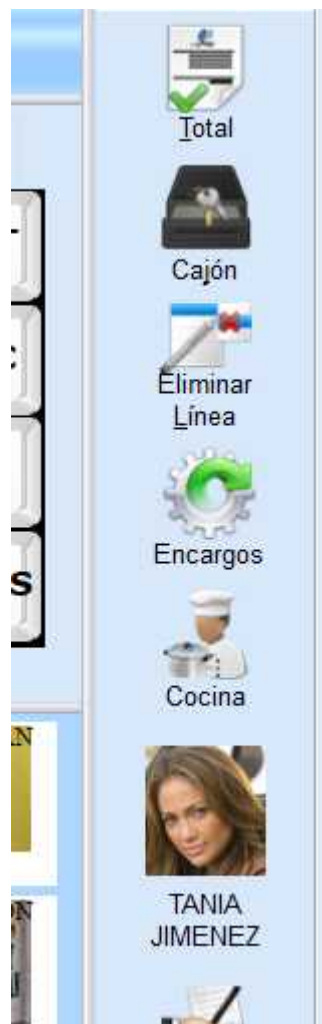 Total
Cajón
Eliminar
Línea
Encargos
S
Cocina
TANIA
JIMENEZ